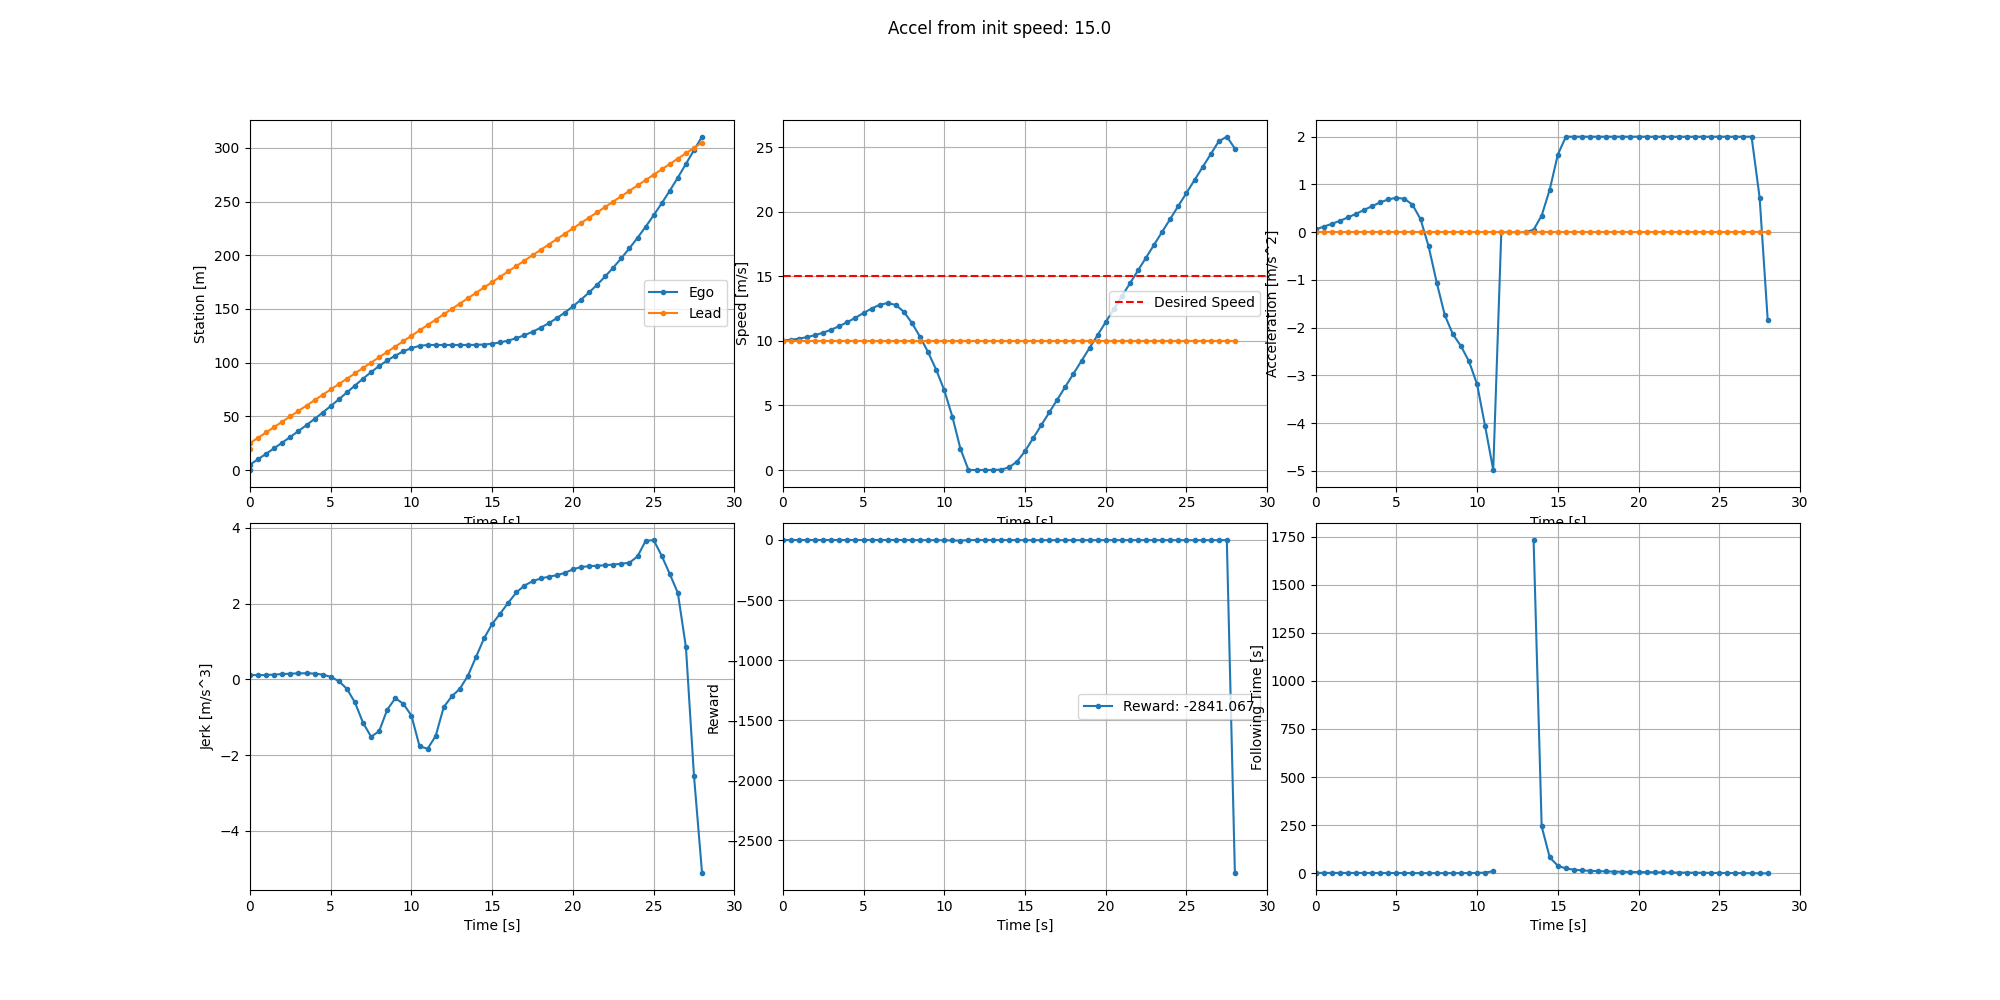 Accel from init speed: 15.0
Station [m]
300
250
200
150
100
50
0
0 5 10 15 20 25 30
Time [s]
Ego
Lead
Speed [m/s]
25
20
15
10
5
0
0 5 10 15 20 25 30
Time [s]
Desired Speed
Acceleration [m/s^2]
2
1
0
−1
−2
−3
−4
−5
0 5 10 15 20 25 30
Time [s]
Jerk [m/s^3]
4
2
0
−2
−4
0 5 10 15 20 25 30
Time [s]
Reward
0
−500
−1000
−1500
−2000
−2500
0 5 10 15 20 25 30
Time [s]
Reward: -2841.067
Following Time [s]
1750
1500
1250
1000
750
500
250
0
0 5 10 15 20 25 30
Time [s]